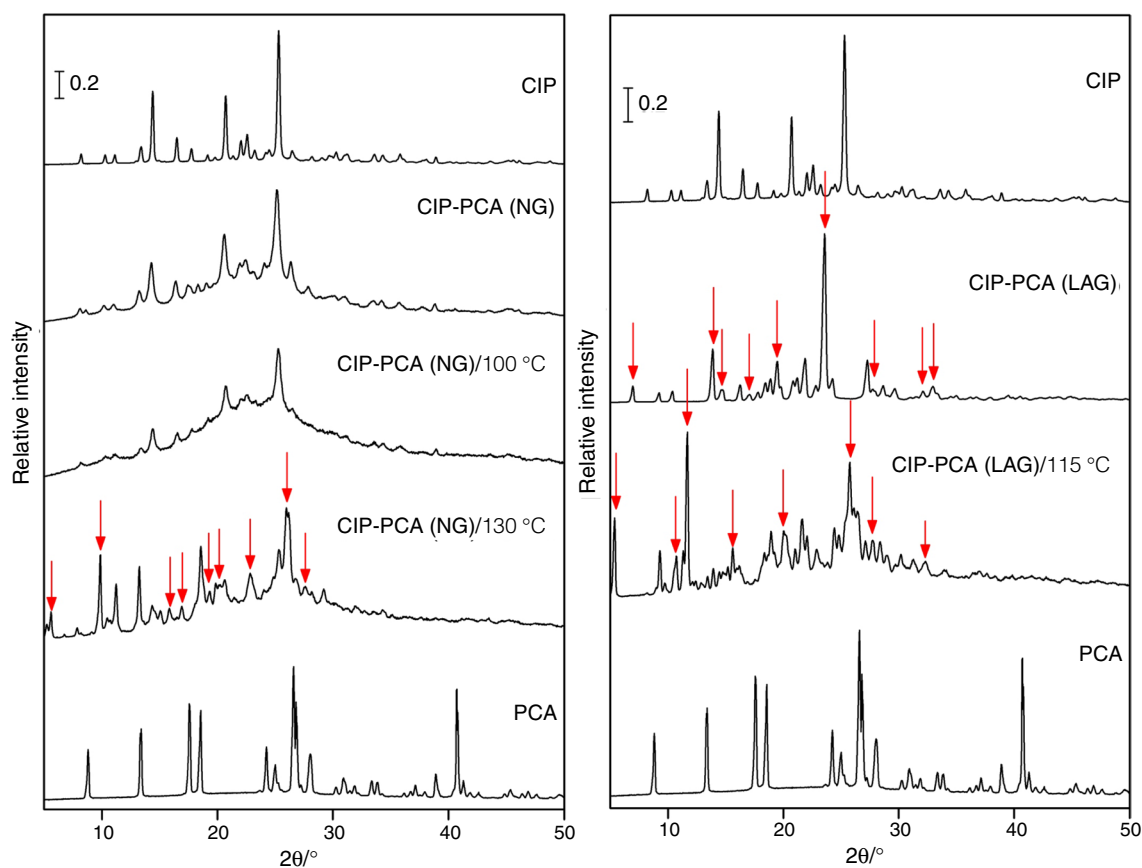 0.2
CIP
CIP-PCA (NG)
CIP-PCA (NG)/100 °C
CIP-PCA (NG)/130 °C
PCA
Relative intensity
10 20 30 40 50
2θ/°
0.2
CIP
CIP-PCA (LAG)
CIP-PCA (LAG)/115 °C
PCA
Relative intensity
10 20 30 40 50
2θ/°